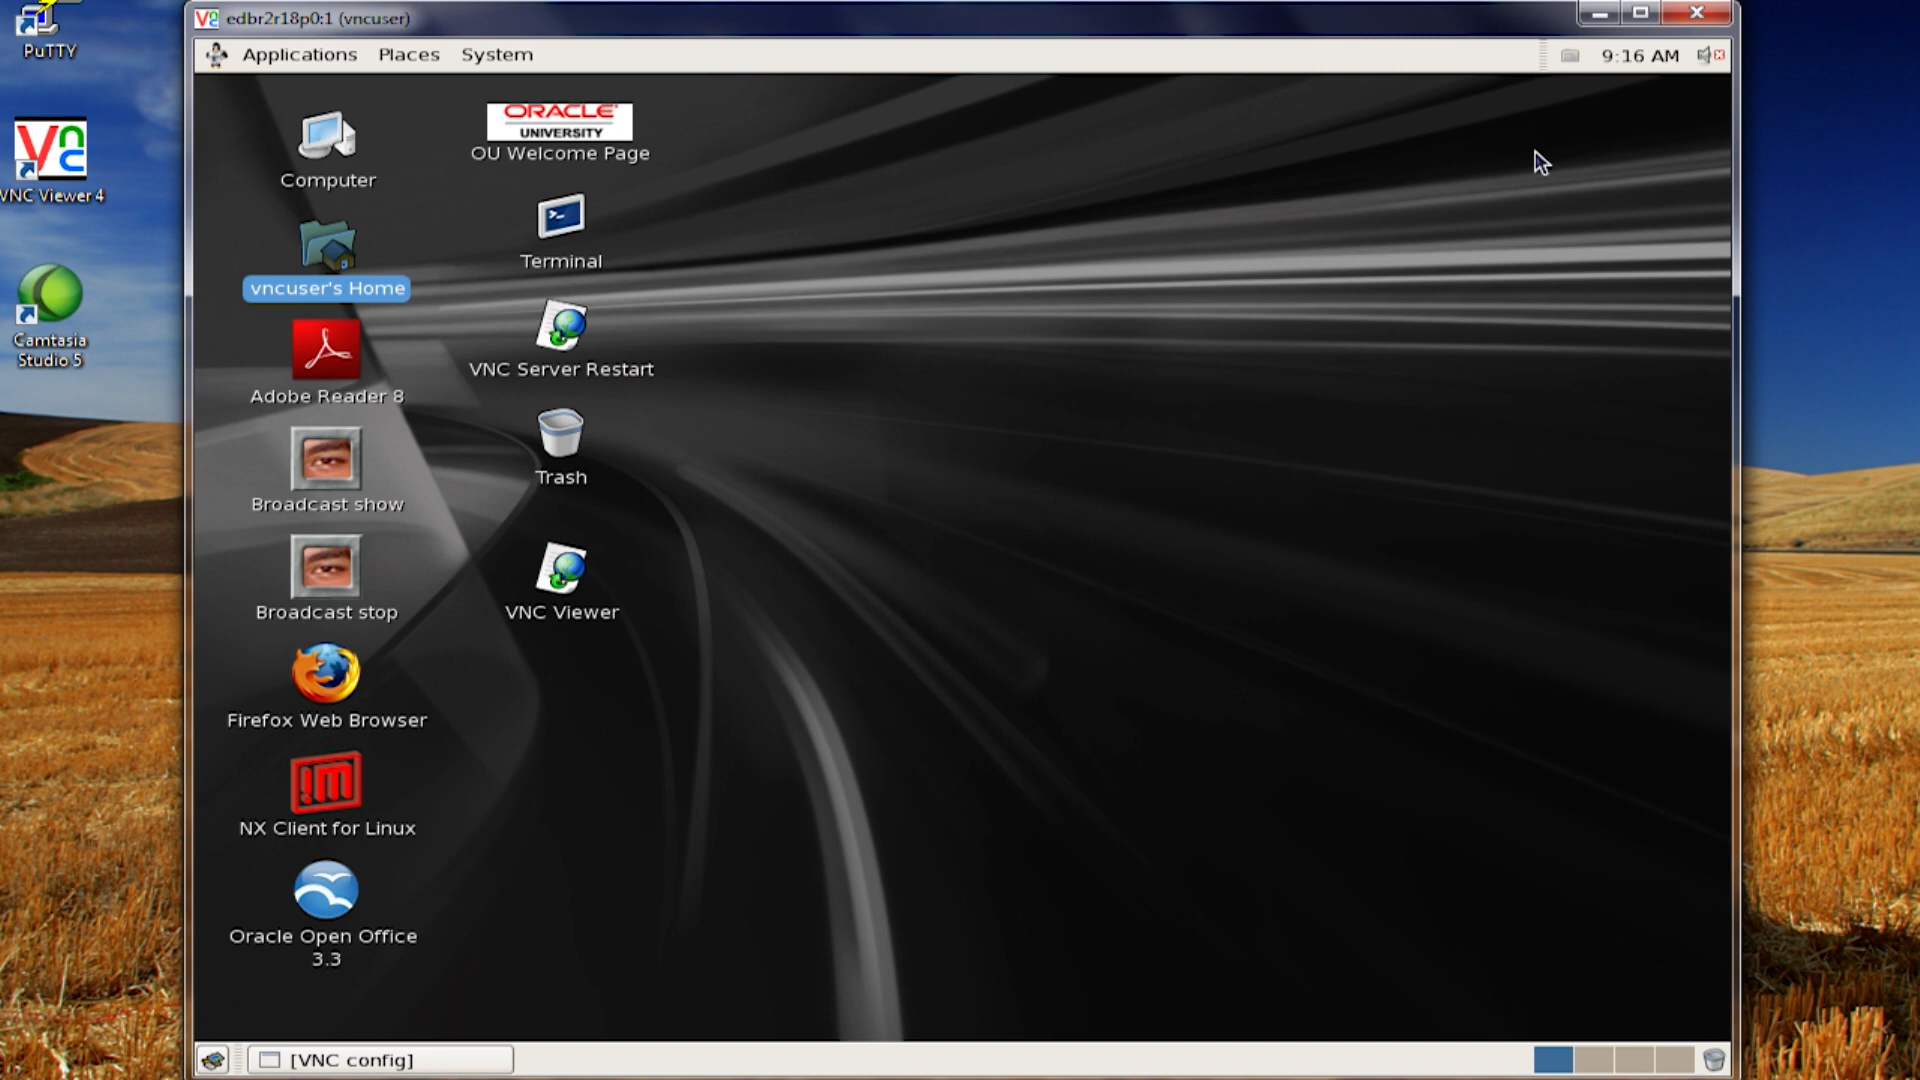 PuTTY
VNC Viewer 4
Camtasia
Studio 5
edbr2r18p0:1 (vncuser)
Applications Places System
9:16 AM
Computer
vncuser's Home
Adobe Reader 8
Broadcast show
Broadcast stop
Firefox Web Browser
NX Client for Linux
Oracle Open Office
3.3
ORACLE
UNIVERSITY
OU Welcome Page
Terminal
VNC Server Restart
Trash
VNC Viewer
[VNC config]